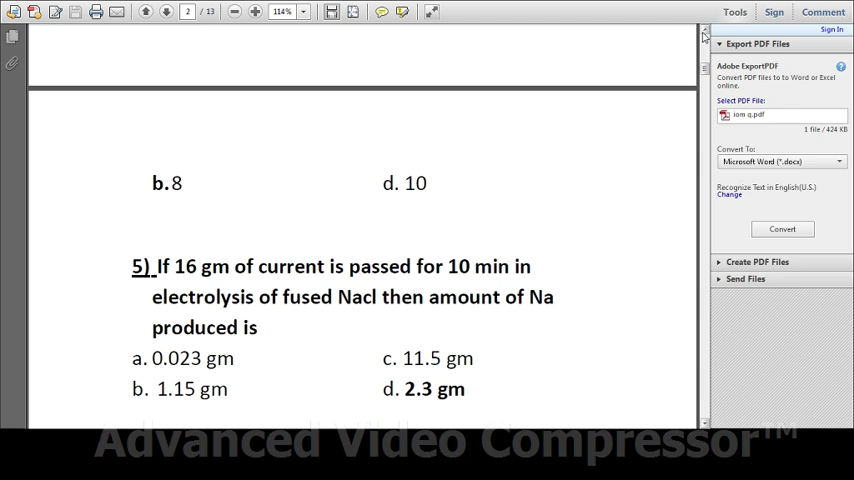 2 / 13
114%
Tools Sign Comment
Sign In
Export PDF Files
Adobe ExportPDF
Convert PDF files to to Word or Excel
online.
Select PDF File:
iom q.pdf
1 file / 424 KB
Convert To:
Microsoft Word (*.docx)
Recognize Text in English(U.S.)
Change
Convert
Create PDF Files
Send Files
b. 8 d. 10
5) If 16 gm of current is passed for 10 min in
electrolysis of fused Nacl then amount of Na
produced is
a. 0.023 gm c. 11.5 gm
b. 1.15 gm d. 2.3 gm
Advanced Video Compressor™